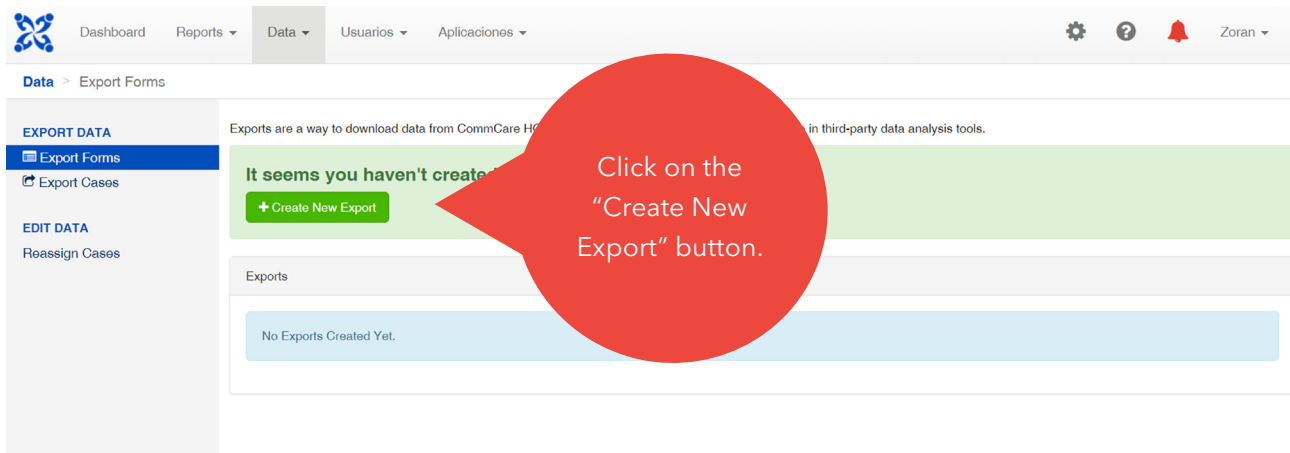 Dashboard Reports Data Usuarios Aplicaciones Zoran
Data > Export Forms
EXPORT DATA
Export Forms
Export Cases
EDIT DATA
Reassign Cases
Exports are a way to download data from CommCare in third-party data analysis tools.
It seems you haven't
+ Create New Export
Exports
No Exports Created Yet.
Click on the
“Create New
Export” button.